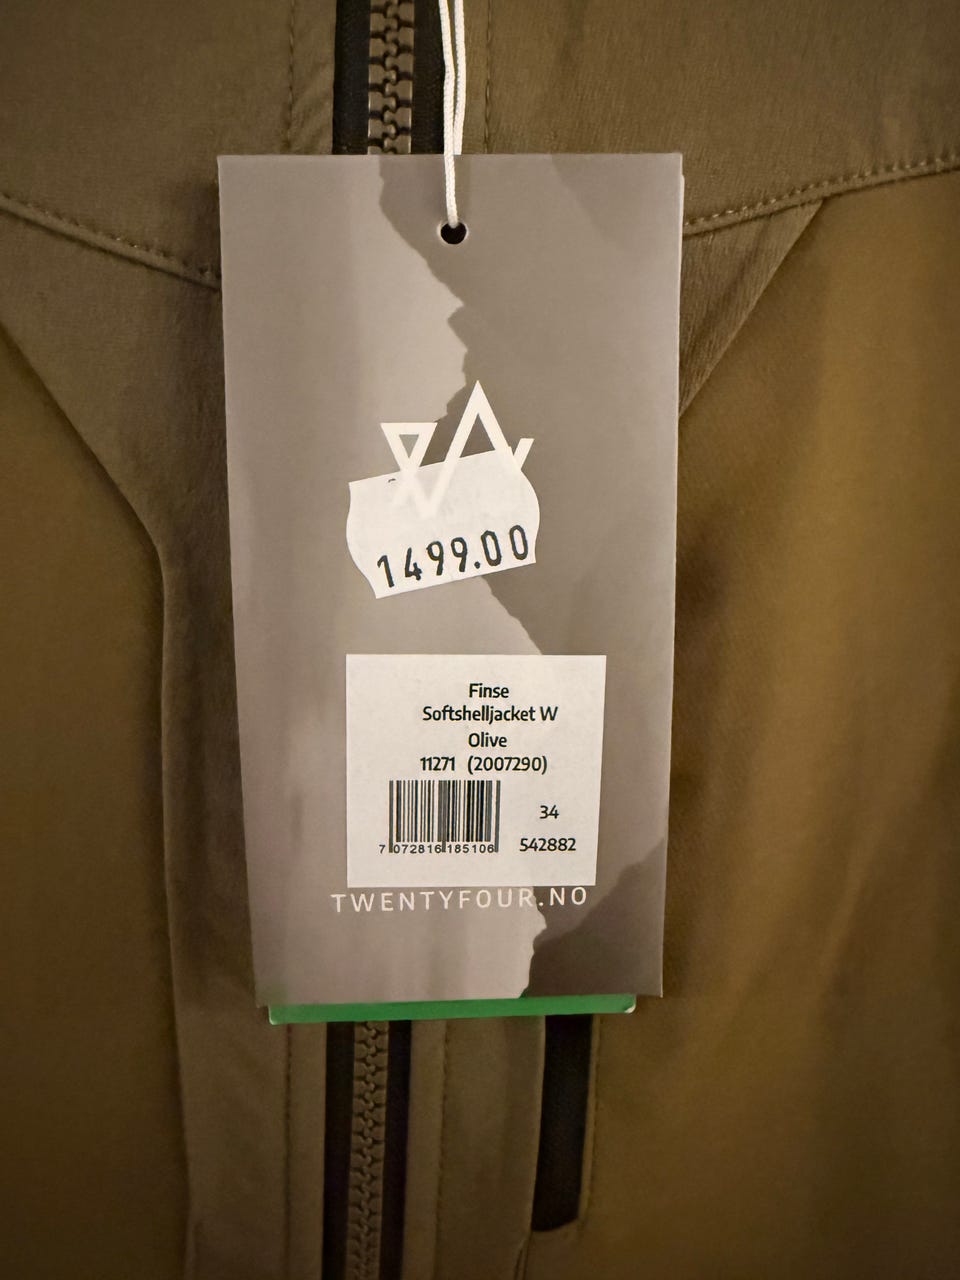 1499.00
Finse
Softshelljacket W
Olive
11271 (2007290)
34
7 072816 185106
542882
TWENTYFOUR.NO